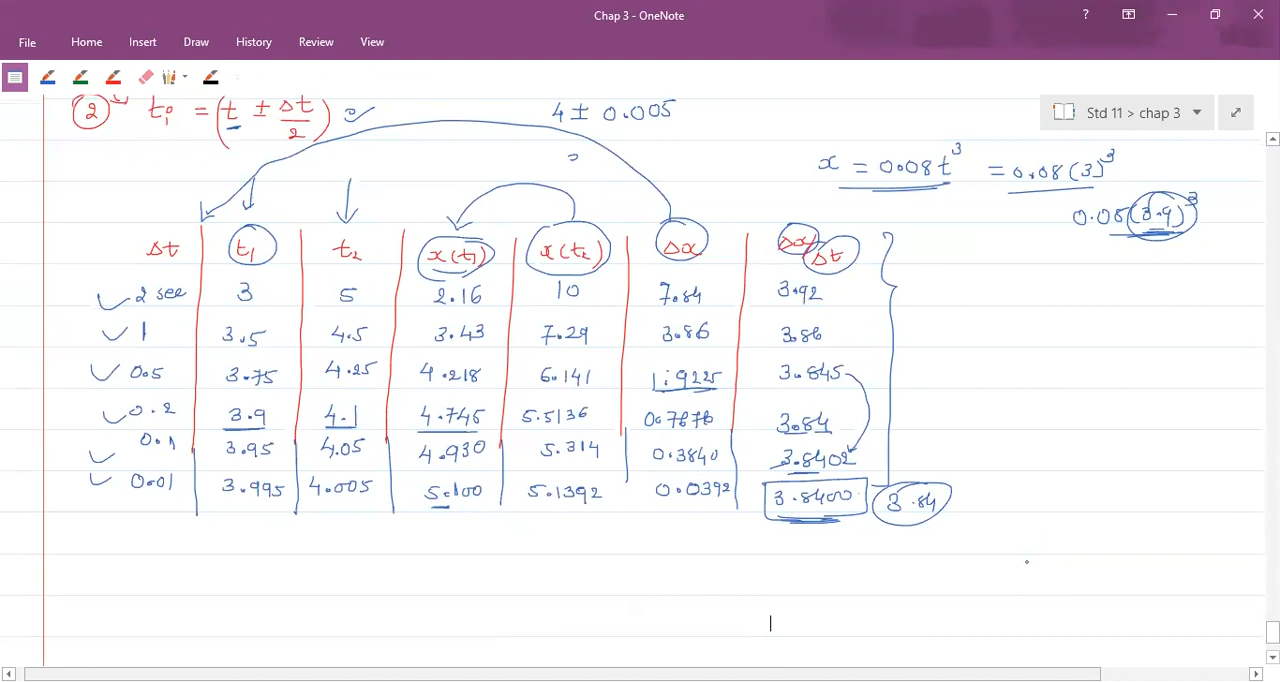 Chap 3 - OneNote
?
File Home Insert Draw History Review View
Std 11 > chap 3
② tᵢ = (t ± Δt/2) 4 ± 0.005
x = 0.08t³ = 0.08(3)³
0.08(3.9)³
Δt t₁ t₂ x(t₁) x(t₂) Δx Δx/Δt
2 sec 3 5 2.16 10 7.84 3.92
1 3.5 4.5 3.43 7.29 3.86 3.86
0.5 3.75 4.25 4.218 6.141 1.9225 3.845
0.2 3.9 4.1 4.745 5.5136 0.7676 3.84
0.1 3.95 4.05 4.930 5.314 0.3840 3.8402
0.01 3.995 4.005 5.100 5.1392 0.0392 3.8400 3.84